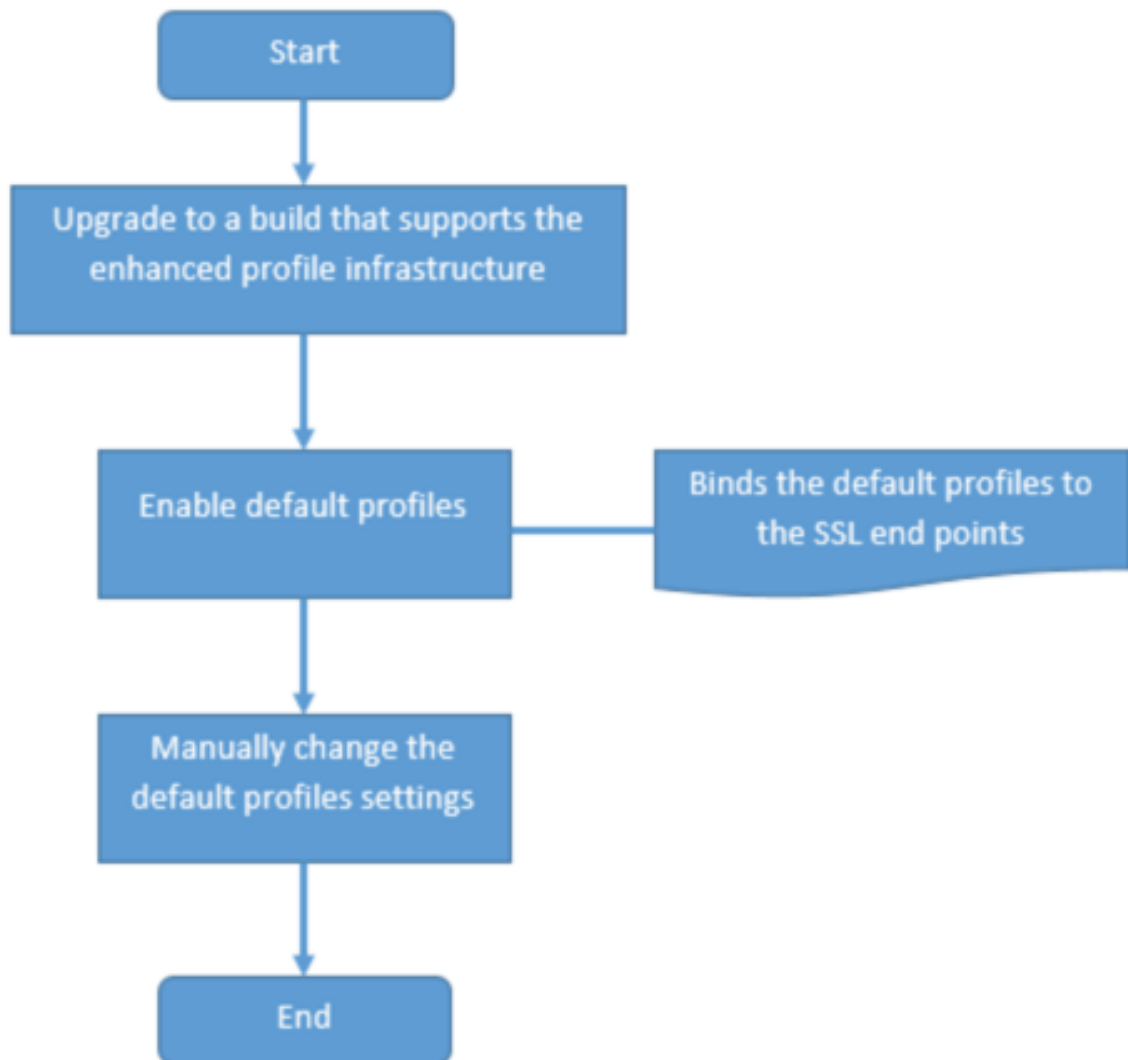 Start
Upgrade to a build that supports the
enhanced profile infrastructure
Enable default profiles
Binds the default profiles to
the SSL end points
Manually change the
default profiles settings
End